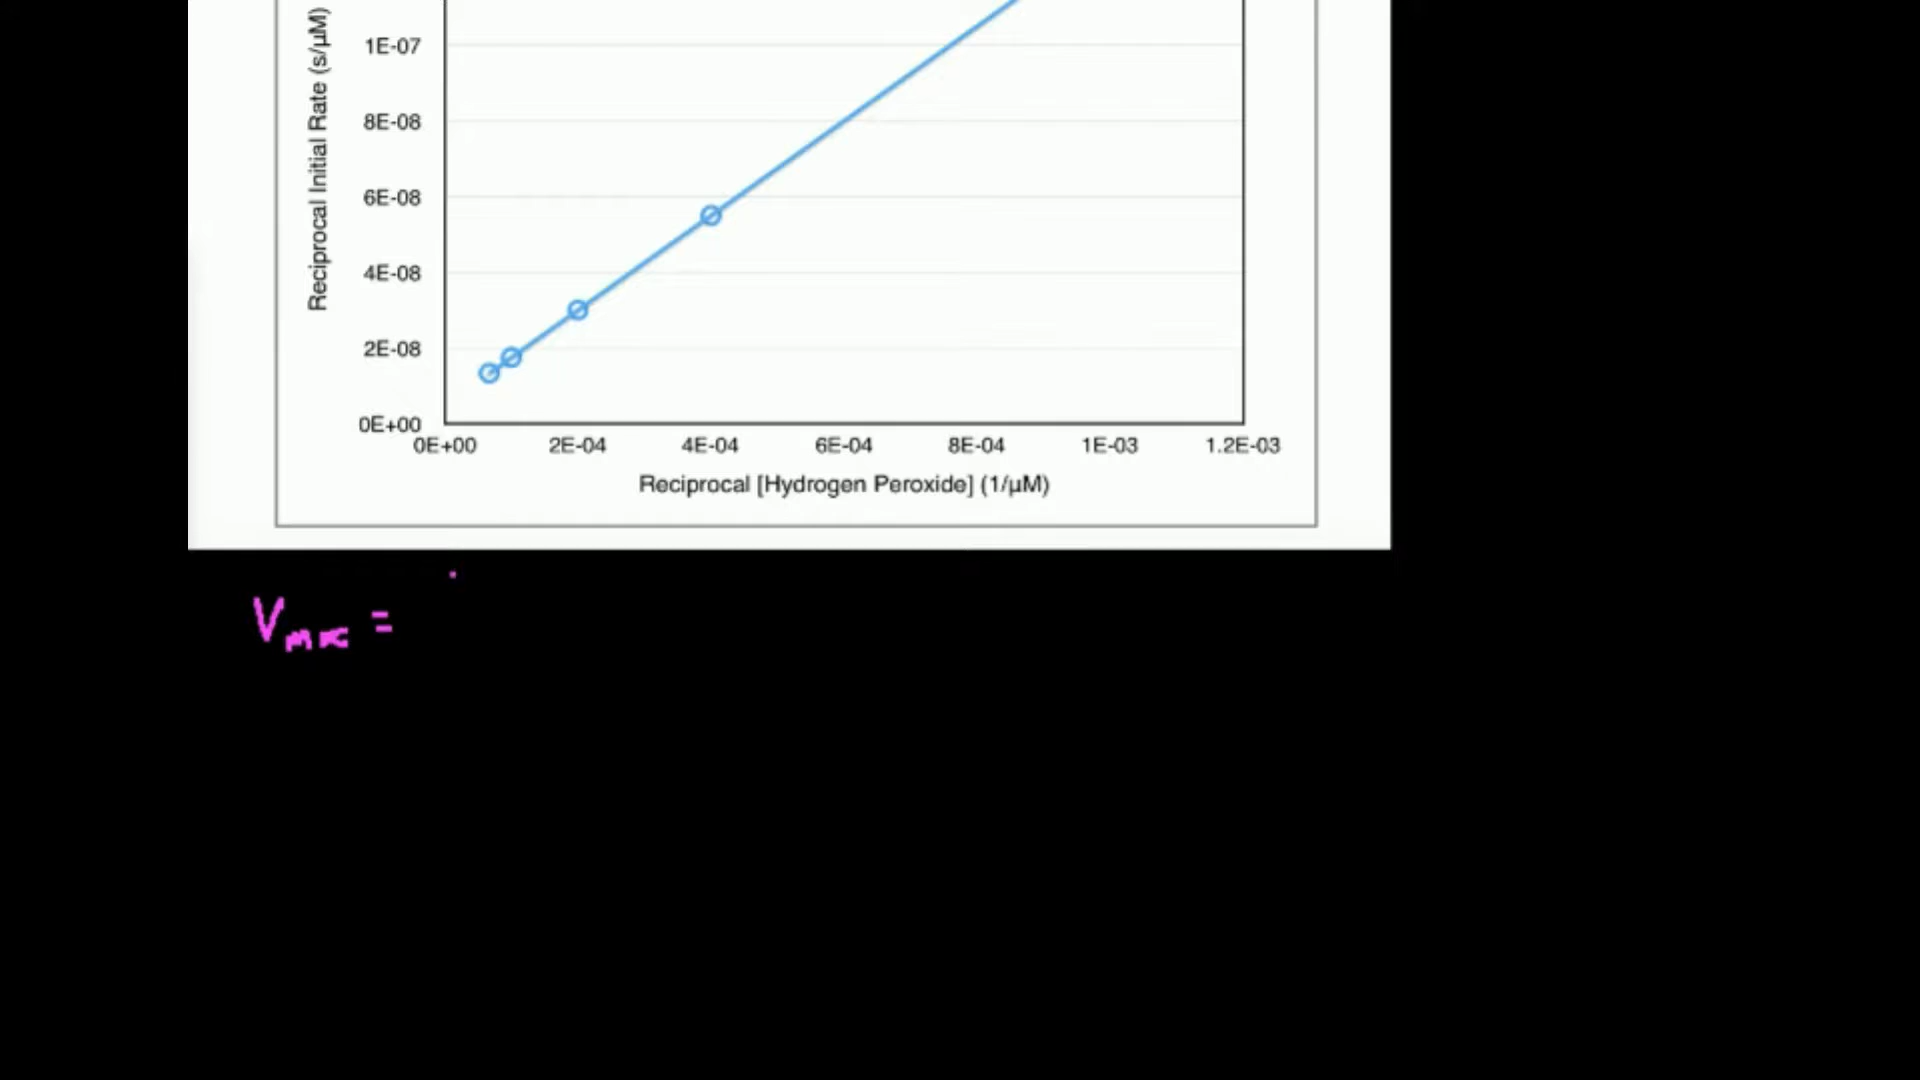 Reciprocal Initial Rate (s/µM)
1E-07
8E-08
6E-08
4E-08
2E-08
0E+00
0E+00 2E-04 4E-04 6E-04 8E-04 1E-03 1.2E-03
Reciprocal [Hydrogen Peroxide] (1/µM)
Vmax =